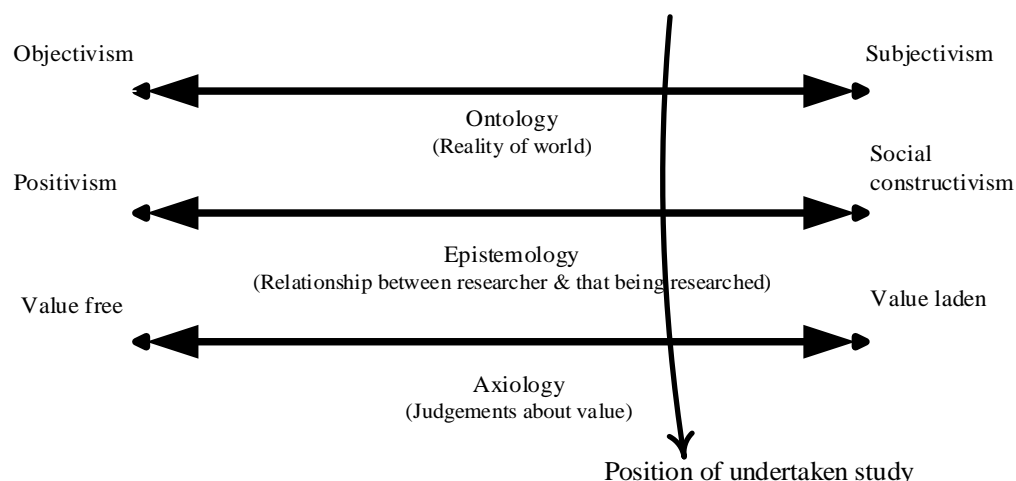 Objectivism
Subjectivism
Ontology
(Reality of world)
Positivism
Social
constructivism
Epistemology
(Relationship between researcher & that being researched)
Value free
Value laden
Axiology
(Judgements about value)
Position of undertaken study